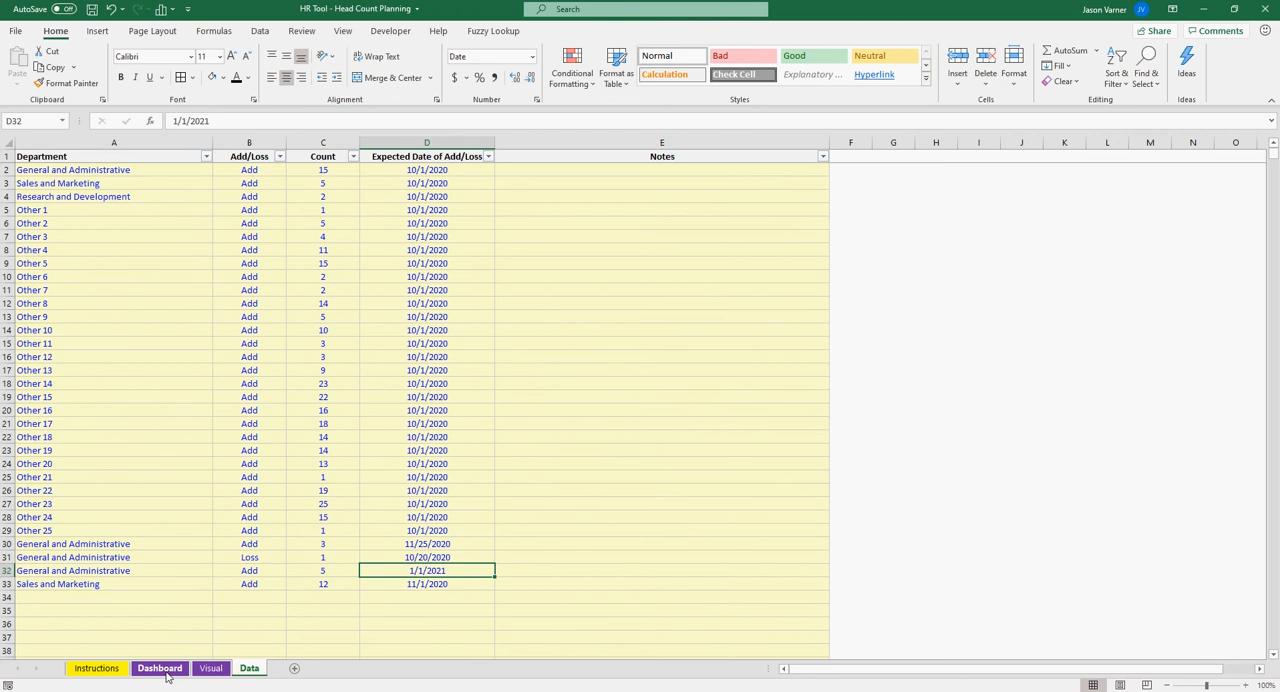 AutoSave Off HR Tool - Head Count Planning Search Jason Varner JV
File Home Insert Page Layout Formulas Data Review View Developer Help Fuzzy Lookup Share Comments
Paste Cut Copy Format Painter Clipboard
Calibri 11 B I U A Font
Wrap Text Merge & Center Alignment
Date $ % Number
Conditional Formatting Format as Table
Normal Bad Good Neutral
Calculation Check Cell Explanatory ... Hyperlink
Styles
Insert Delete Format Cells
AutoSum Fill Clear Sort & Filter Find & Select Editing
Ideas Ideas
D32 fx 1/1/2021
A B C D E F G H I J K L M N O
1 Department Add/Loss Count Expected Date of Add/Loss Notes
2 General and Administrative Add 15 10/1/2020
3 Sales and Marketing Add 5 10/1/2020
4 Research and Development Add 2 10/1/2020
5 Other 1 Add 1 10/1/2020
6 Other 2 Add 5 10/1/2020
7 Other 3 Add 4 10/1/2020
8 Other 4 Add 11 10/1/2020
9 Other 5 Add 15 10/1/2020
10 Other 6 Add 2 10/1/2020
11 Other 7 Add 2 10/1/2020
12 Other 8 Add 14 10/1/2020
13 Other 9 Add 5 10/1/2020
14 Other 10 Add 10 10/1/2020
15 Other 11 Add 3 10/1/2020
16 Other 12 Add 3 10/1/2020
17 Other 13 Add 9 10/1/2020
18 Other 14 Add 23 10/1/2020
19 Other 15 Add 22 10/1/2020
20 Other 16 Add 16 10/1/2020
21 Other 17 Add 18 10/1/2020
22 Other 18 Add 14 10/1/2020
23 Other 19 Add 14 10/1/2020
24 Other 20 Add 13 10/1/2020
25 Other 21 Add 1 10/1/2020
26 Other 22 Add 19 10/1/2020
27 Other 23 Add 25 10/1/2020
28 Other 24 Add 15 10/1/2020
29 Other 25 Add 1 10/1/2020
30 General and Administrative Add 3 11/25/2020
31 General and Administrative Loss 1 10/20/2020
32 General and Administrative Add 5 1/1/2021
33 Sales and Marketing Add 12 11/1/2020
34
35
36
37
38
Instructions Dashboard Visual Data
100%